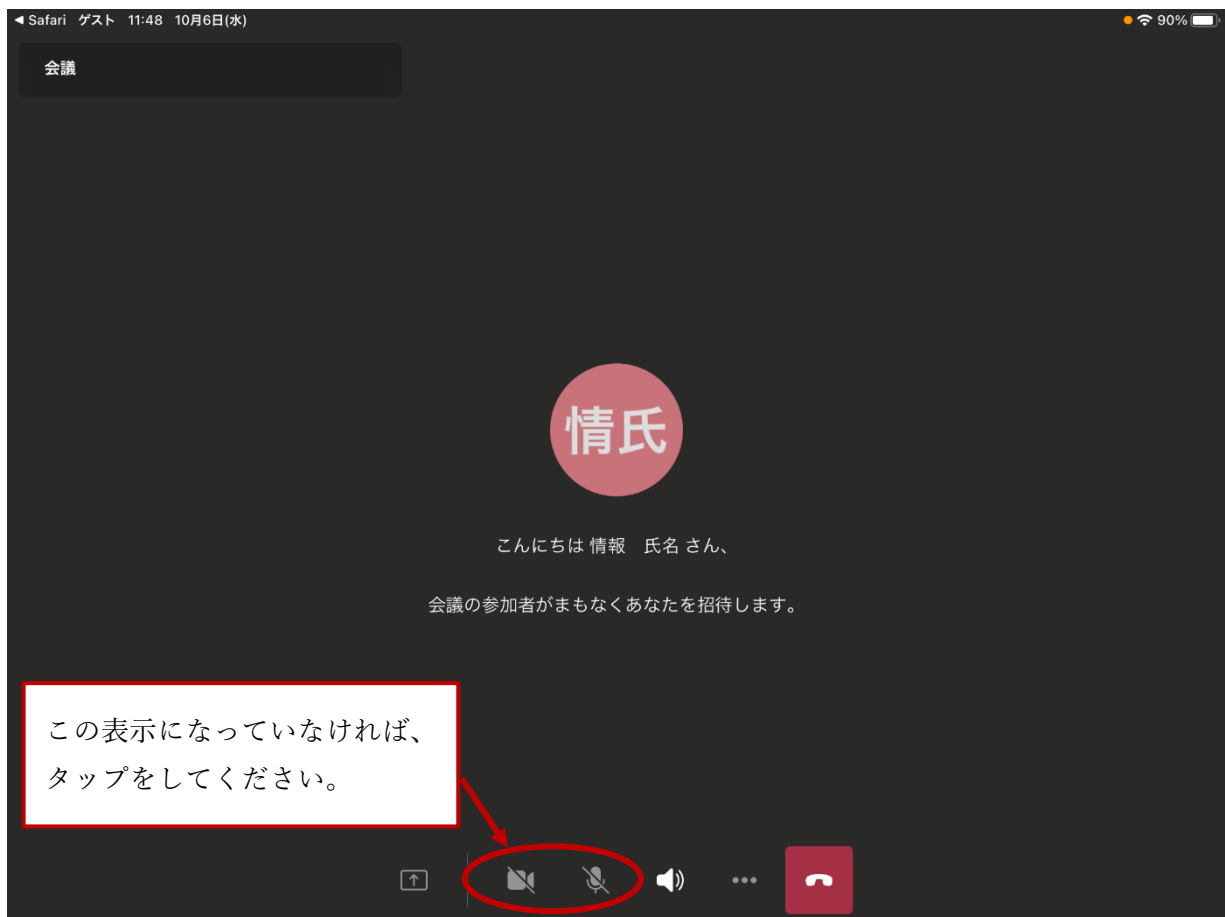 ◀ Safari ゲスト 11:48 10月6日(水)
90%
会議
情氏
こんにちは 情報　氏名 さん、
会議の参加者がまもなくあなたを招待します。
この表示になっていなければ、
タップをしてください。